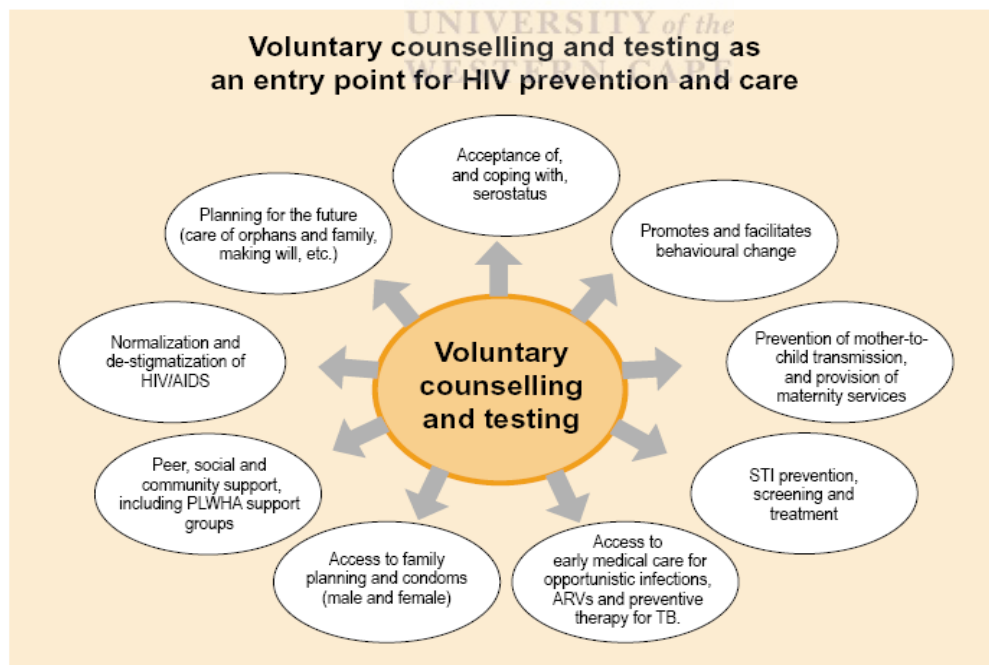 UNIVERSITY of the
WESTERN CAPE
Voluntary counselling and testing as
an entry point for HIV prevention and care
Acceptance of,
and coping with,
serostatus
Promotes and facilitates
behavioural change
Prevention of mother-to-
child transmission,
and provision of
maternity services
STI prevention,
screening and
treatment
Access to
early medical care for
opportunistic infections,
ARVs and preventive
therapy for TB.
Access to family
planning and condoms
(male and female)
Peer, social and
community support,
including PLWHA support
groups
Normalization and
de-stigmatization of
HIV/AIDS
Planning for the future
(care of orphans and family,
making will, etc.)
Voluntary
counselling
and testing